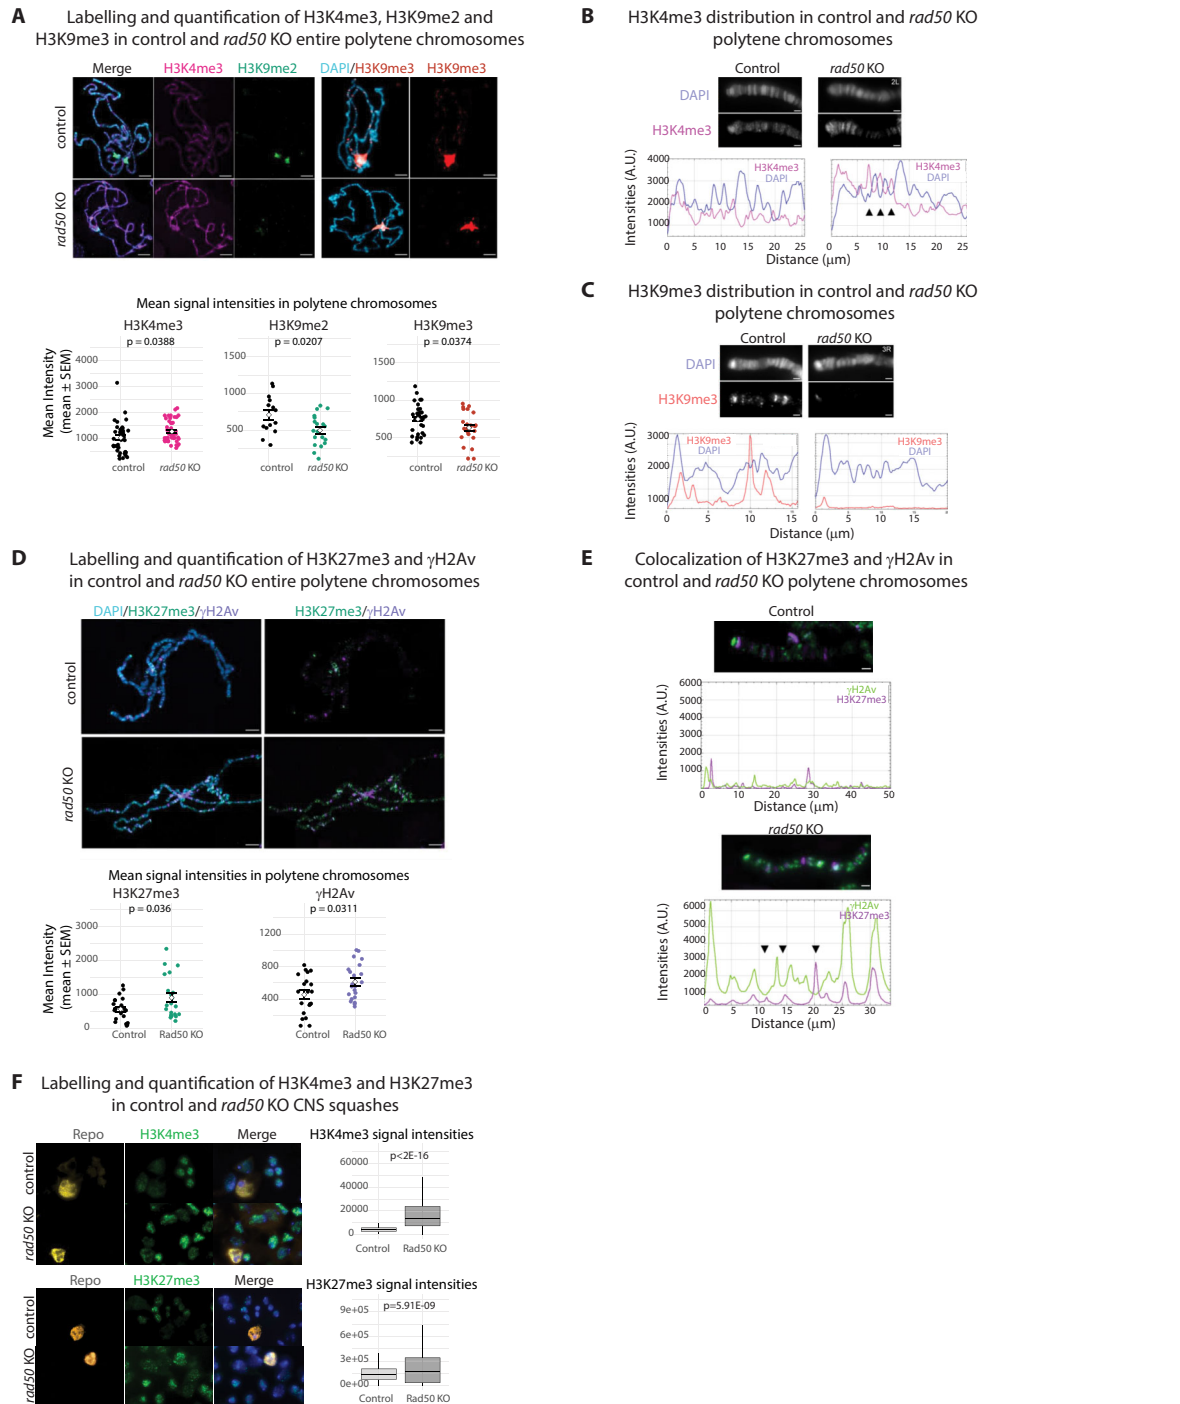 A Labelling and quantification of H3K4me3, H3K9me2 and
H3K9me3 in control and rad50 KO entire polytene chromosomes
Merge H3K4me3 H3K9me2 DAPI/H3K9me3 H3K9me3
control
rad50 KO
Mean signal intensities in polytene chromosomes
H3K4me3 H3K9me2 H3K9me3
p = 0.0388 p = 0.0207 p = 0.0374
Mean Intensity
(mean ± SEM)
4000
3000
2000
1000
1500
1000
500
1500
1000
500
control rad50 KO control rad50 KO control rad50 KO
B H3K4me3 distribution in control and rad50 KO
polytene chromosomes
Control rad50 KO
DAPI
2L
H3K4me3
Intensities (A.U.)
4000
3000
2000
1000
H3K4me3
DAPI
H3K4me3
DAPI
0 5 10 15 20 25 0 5 10 15 20 25
Distance (μm)
C H3K9me3 distribution in control and rad50 KO
polytene chromosomes
Control rad50 KO
DAPI
3R
H3K9me3
Intensities (A.U.)
3000
2000
1000
H3K9me3
DAPI
H3K9me3
DAPI
0 5 10 15 0 5 10 15
Distance (μm)
D Labelling and quantification of H3K27me3 and γH2Av
in control and rad50 KO entire polytene chromosomes
DAPI/H3K27me3/γH2Av H3K27me3/γH2Av
control
rad50 KO
Mean signal intensities in polytene chromosomes
H3K27me3 γH2Av
p = 0.036 p = 0.0311
Mean Intensity
(mean ± SEM)
3000
2000
1000
0
1200
800
400
Control Rad50 KO Control Rad50 KO
E Colocalization of H3K27me3 and γH2Av in
control and rad50 KO polytene chromosomes
Control
Intensities (A.U.)
6000
5000
4000
3000
2000
1000
γH2Av
H3K27me3
0 10 20 30 40 50
Distance (μm)
rad50 KO
Intensities (A.U.)
6000
5000
4000
3000
2000
1000
γH2Av
H3K27me3
0 5 10 15 20 25 30
Distance (μm)
F Labelling and quantification of H3K4me3 and H3K27me3
in control and rad50 KO CNS squashes
Repo H3K4me3 Merge H3K4me3 signal intensities
control
rad50 KO
p<2E-16
60000
40000
20000
0
Control Rad50 KO
Repo H3K27me3 Merge H3K27me3 signal intensities
control
rad50 KO
p=5.91E-09
9e+05
6e+05
3e+05
0e+00
Control Rad50 KO